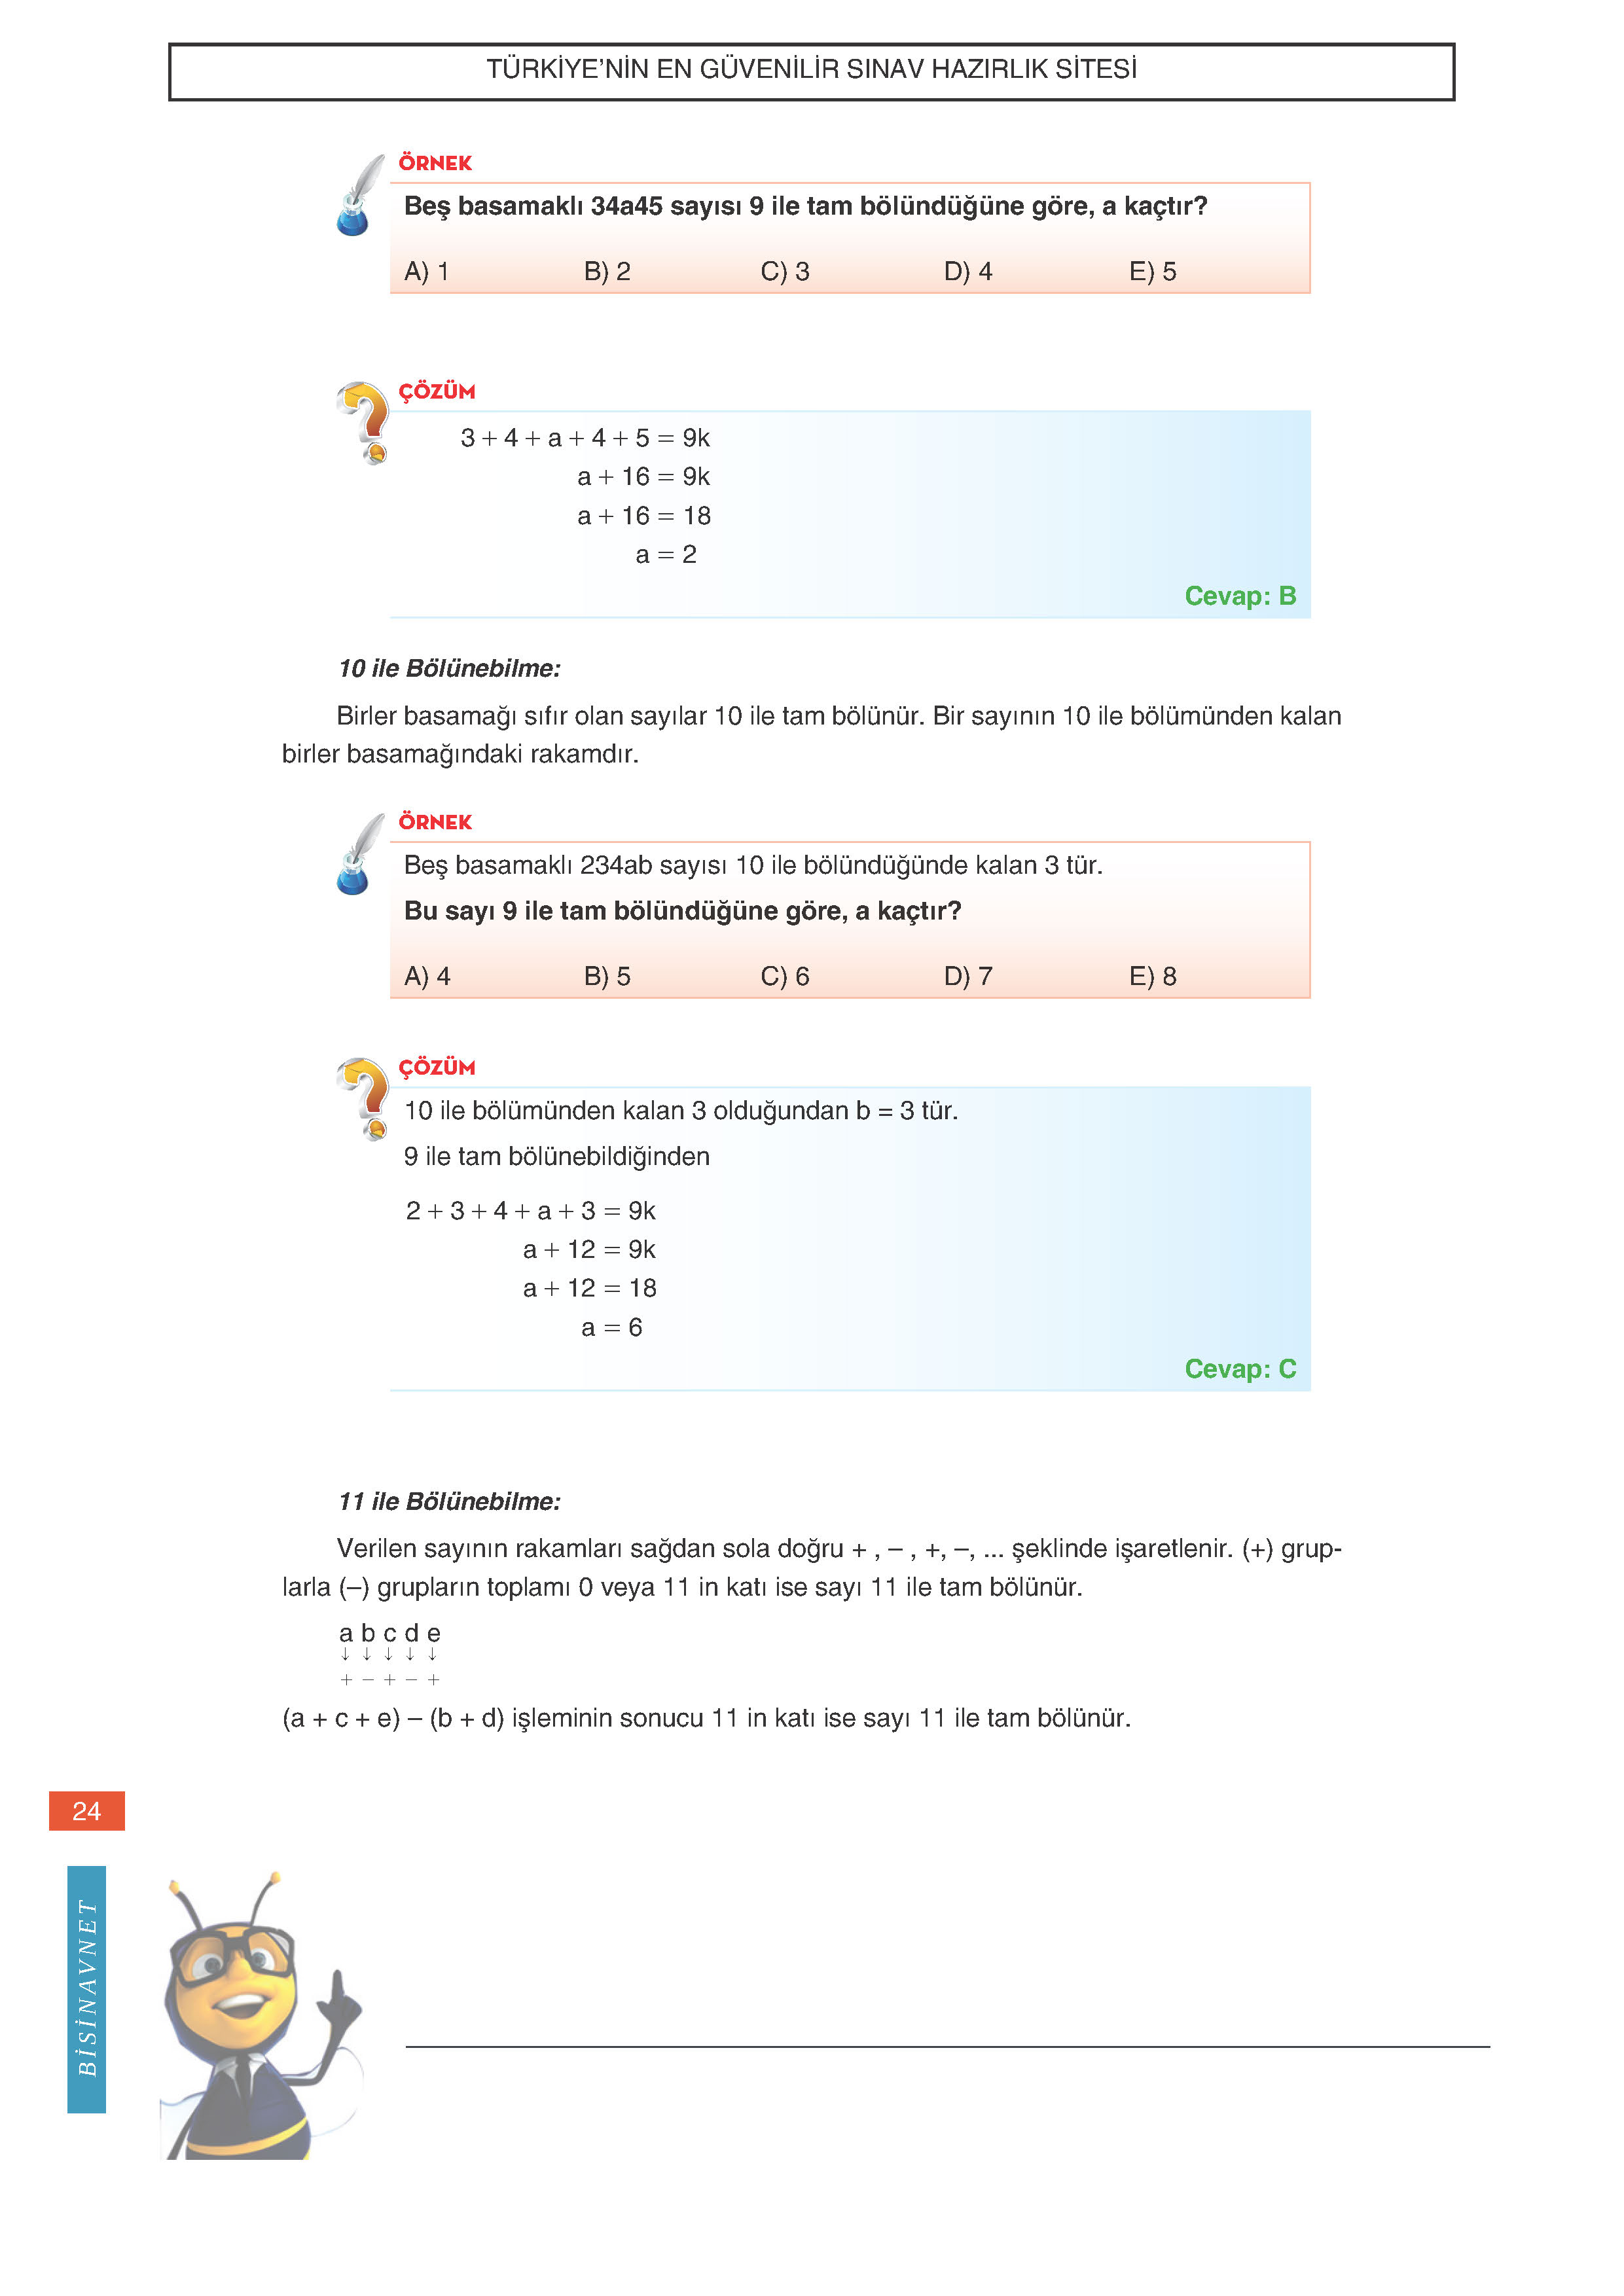 TÜRKİYE'NİN EN GÜVENİLİR SINAV HAZIRLIK SİTESİ
ÖRNEK
Beş basamaklı 34a45 sayısı 9 ile tam bölündüğüne göre, a kaçtır?
A) 1 B) 2 C) 3 D) 4 E) 5
ÇÖZÜM
3 + 4 + a + 4 + 5 = 9k
a + 16 = 9k
a + 16 = 18
a = 2
Cevap: B
10 ile Bölünebilme:
Birler basamağı sıfır olan sayılar 10 ile tam bölünür. Bir sayının 10 ile bölümünden kalan
birler basamağındaki rakamdır.
ÖRNEK
Beş basamaklı 234ab sayısı 10 ile bölündüğünde kalan 3 tür.
Bu sayı 9 ile tam bölündüğüne göre, a kaçtır?
A) 4 B) 5 C) 6 D) 7 E) 8
ÇÖZÜM
10 ile bölümünden kalan 3 olduğundan b = 3 tür.
9 ile tam bölünebildiğinden
2 + 3 + 4 + a + 3 = 9k
a + 12 = 9k
a + 12 = 18
a = 6
Cevap: C
11 ile Bölünebilme:
Verilen sayının rakamları sağdan sola doğru + , – , +, –, ... şeklinde işaretlenir. (+) grup-
larla (–) grupların toplamı 0 veya 11 in katı ise sayı 11 ile tam bölünür.
a b c d e
↓ ↓ ↓ ↓ ↓
+ – + – +
(a + c + e) – (b + d) işleminin sonucu 11 in katı ise sayı 11 ile tam bölünür.
24
BİSİNAVNET